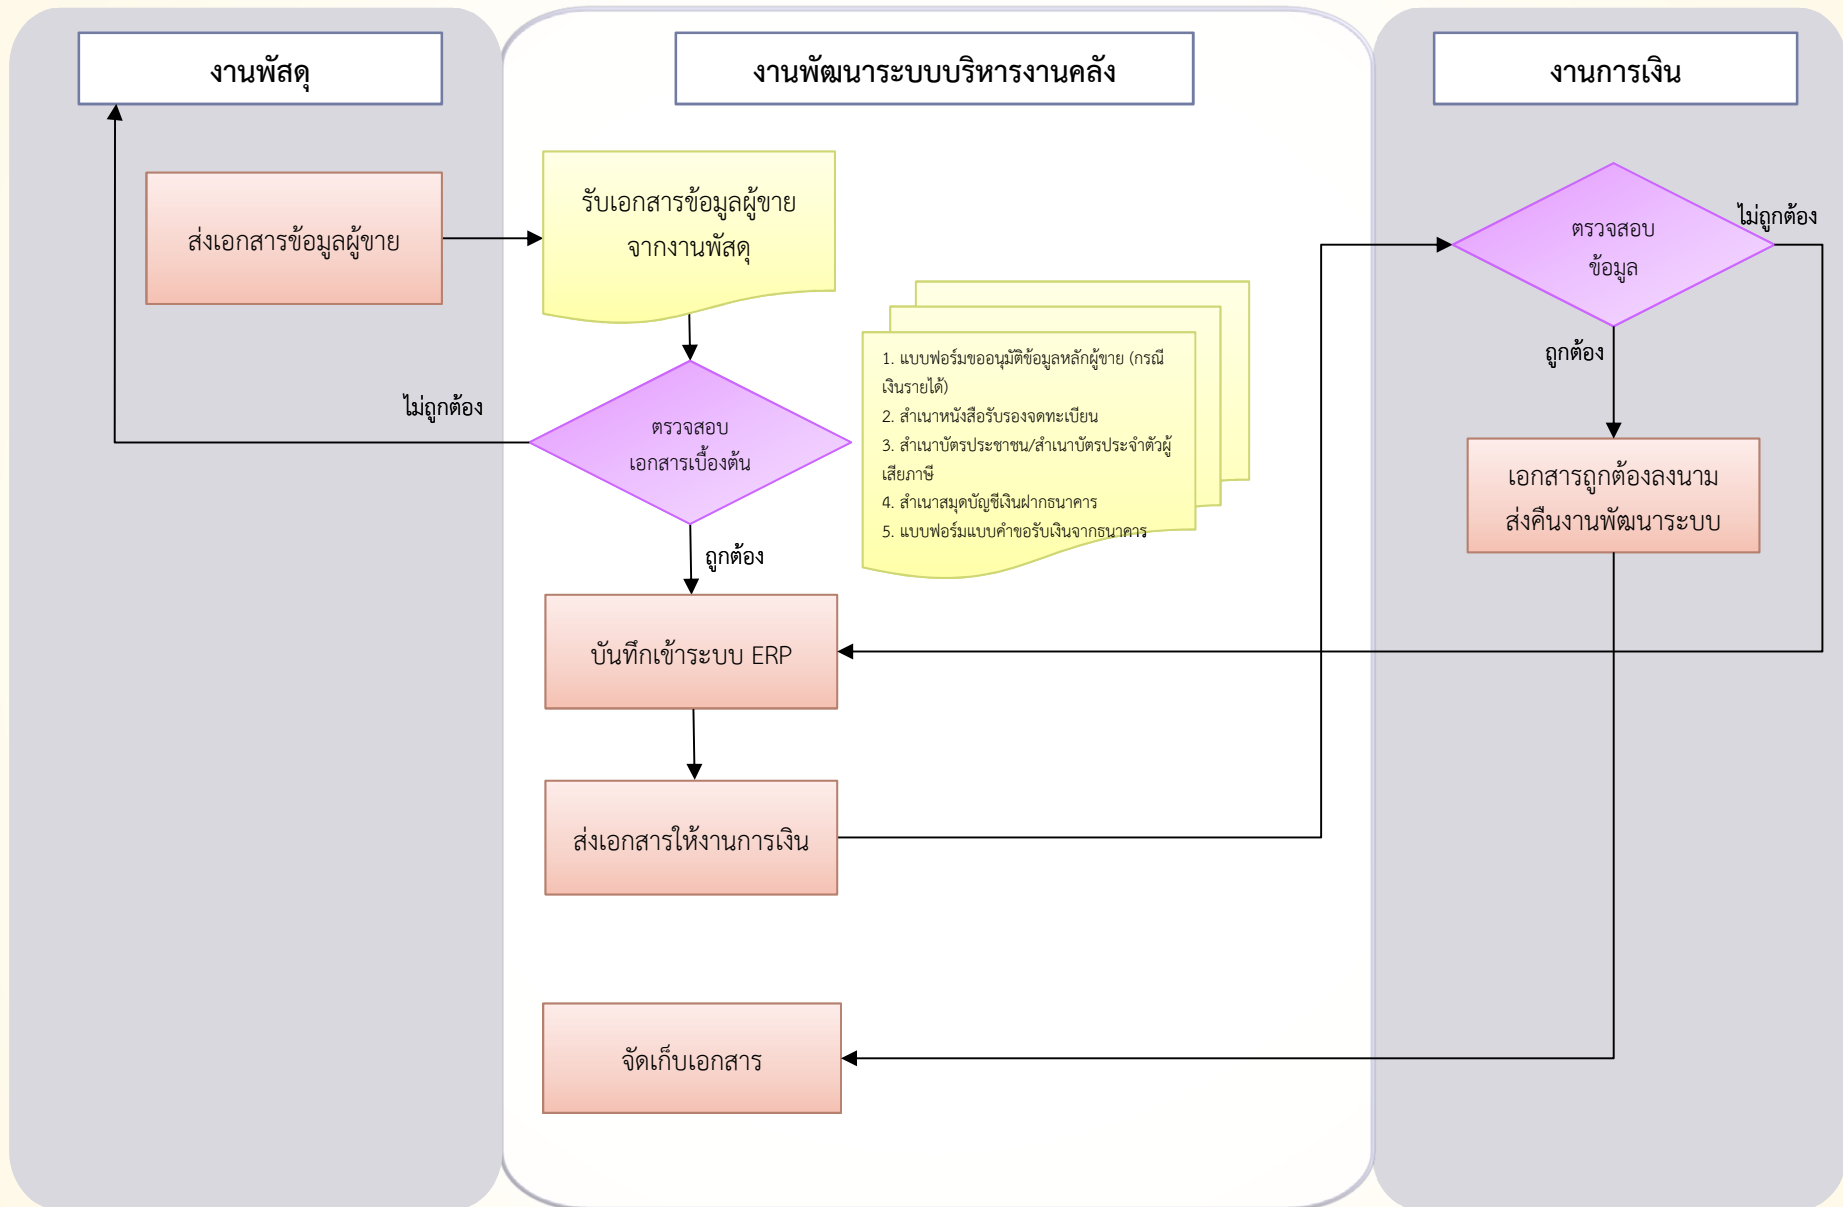 งานพัสดุ
งานพัฒนาระบบบริหารงานคลัง
งานการเงิน
ส่งเอกสารข้อมูลผู้ขาย
รับเอกสารข้อมูลผู้ขาย
จากงานพัสดุ
ตรวจสอบ
ข้อมูล
ไม่ถูกต้อง
ถูกต้อง
1. แบบฟอร์มขออนุมัติข้อมูลหลักผู้ขาย (กรณี
เงินรายได้)
2. สำเนาหนังสือรับรองจดทะเบียน
3. สำเนาบัตรประชาชน/สำเนาบัตรประจำตัวผู้
เสียภาษี
4. สำเนาสมุดบัญชีเงินฝากธนาคาร
5. แบบฟอร์มแบบคำขอรับเงินจากธนาคาร
ไม่ถูกต้อง
ตรวจสอบ
เอกสารเบื้องต้น
ถูกต้อง
เอกสารถูกต้องลงนาม
ส่งคืนงานพัฒนาระบบ
บันทึกเข้าระบบ ERP
ส่งเอกสารให้งานการเงิน
จัดเก็บเอกสาร